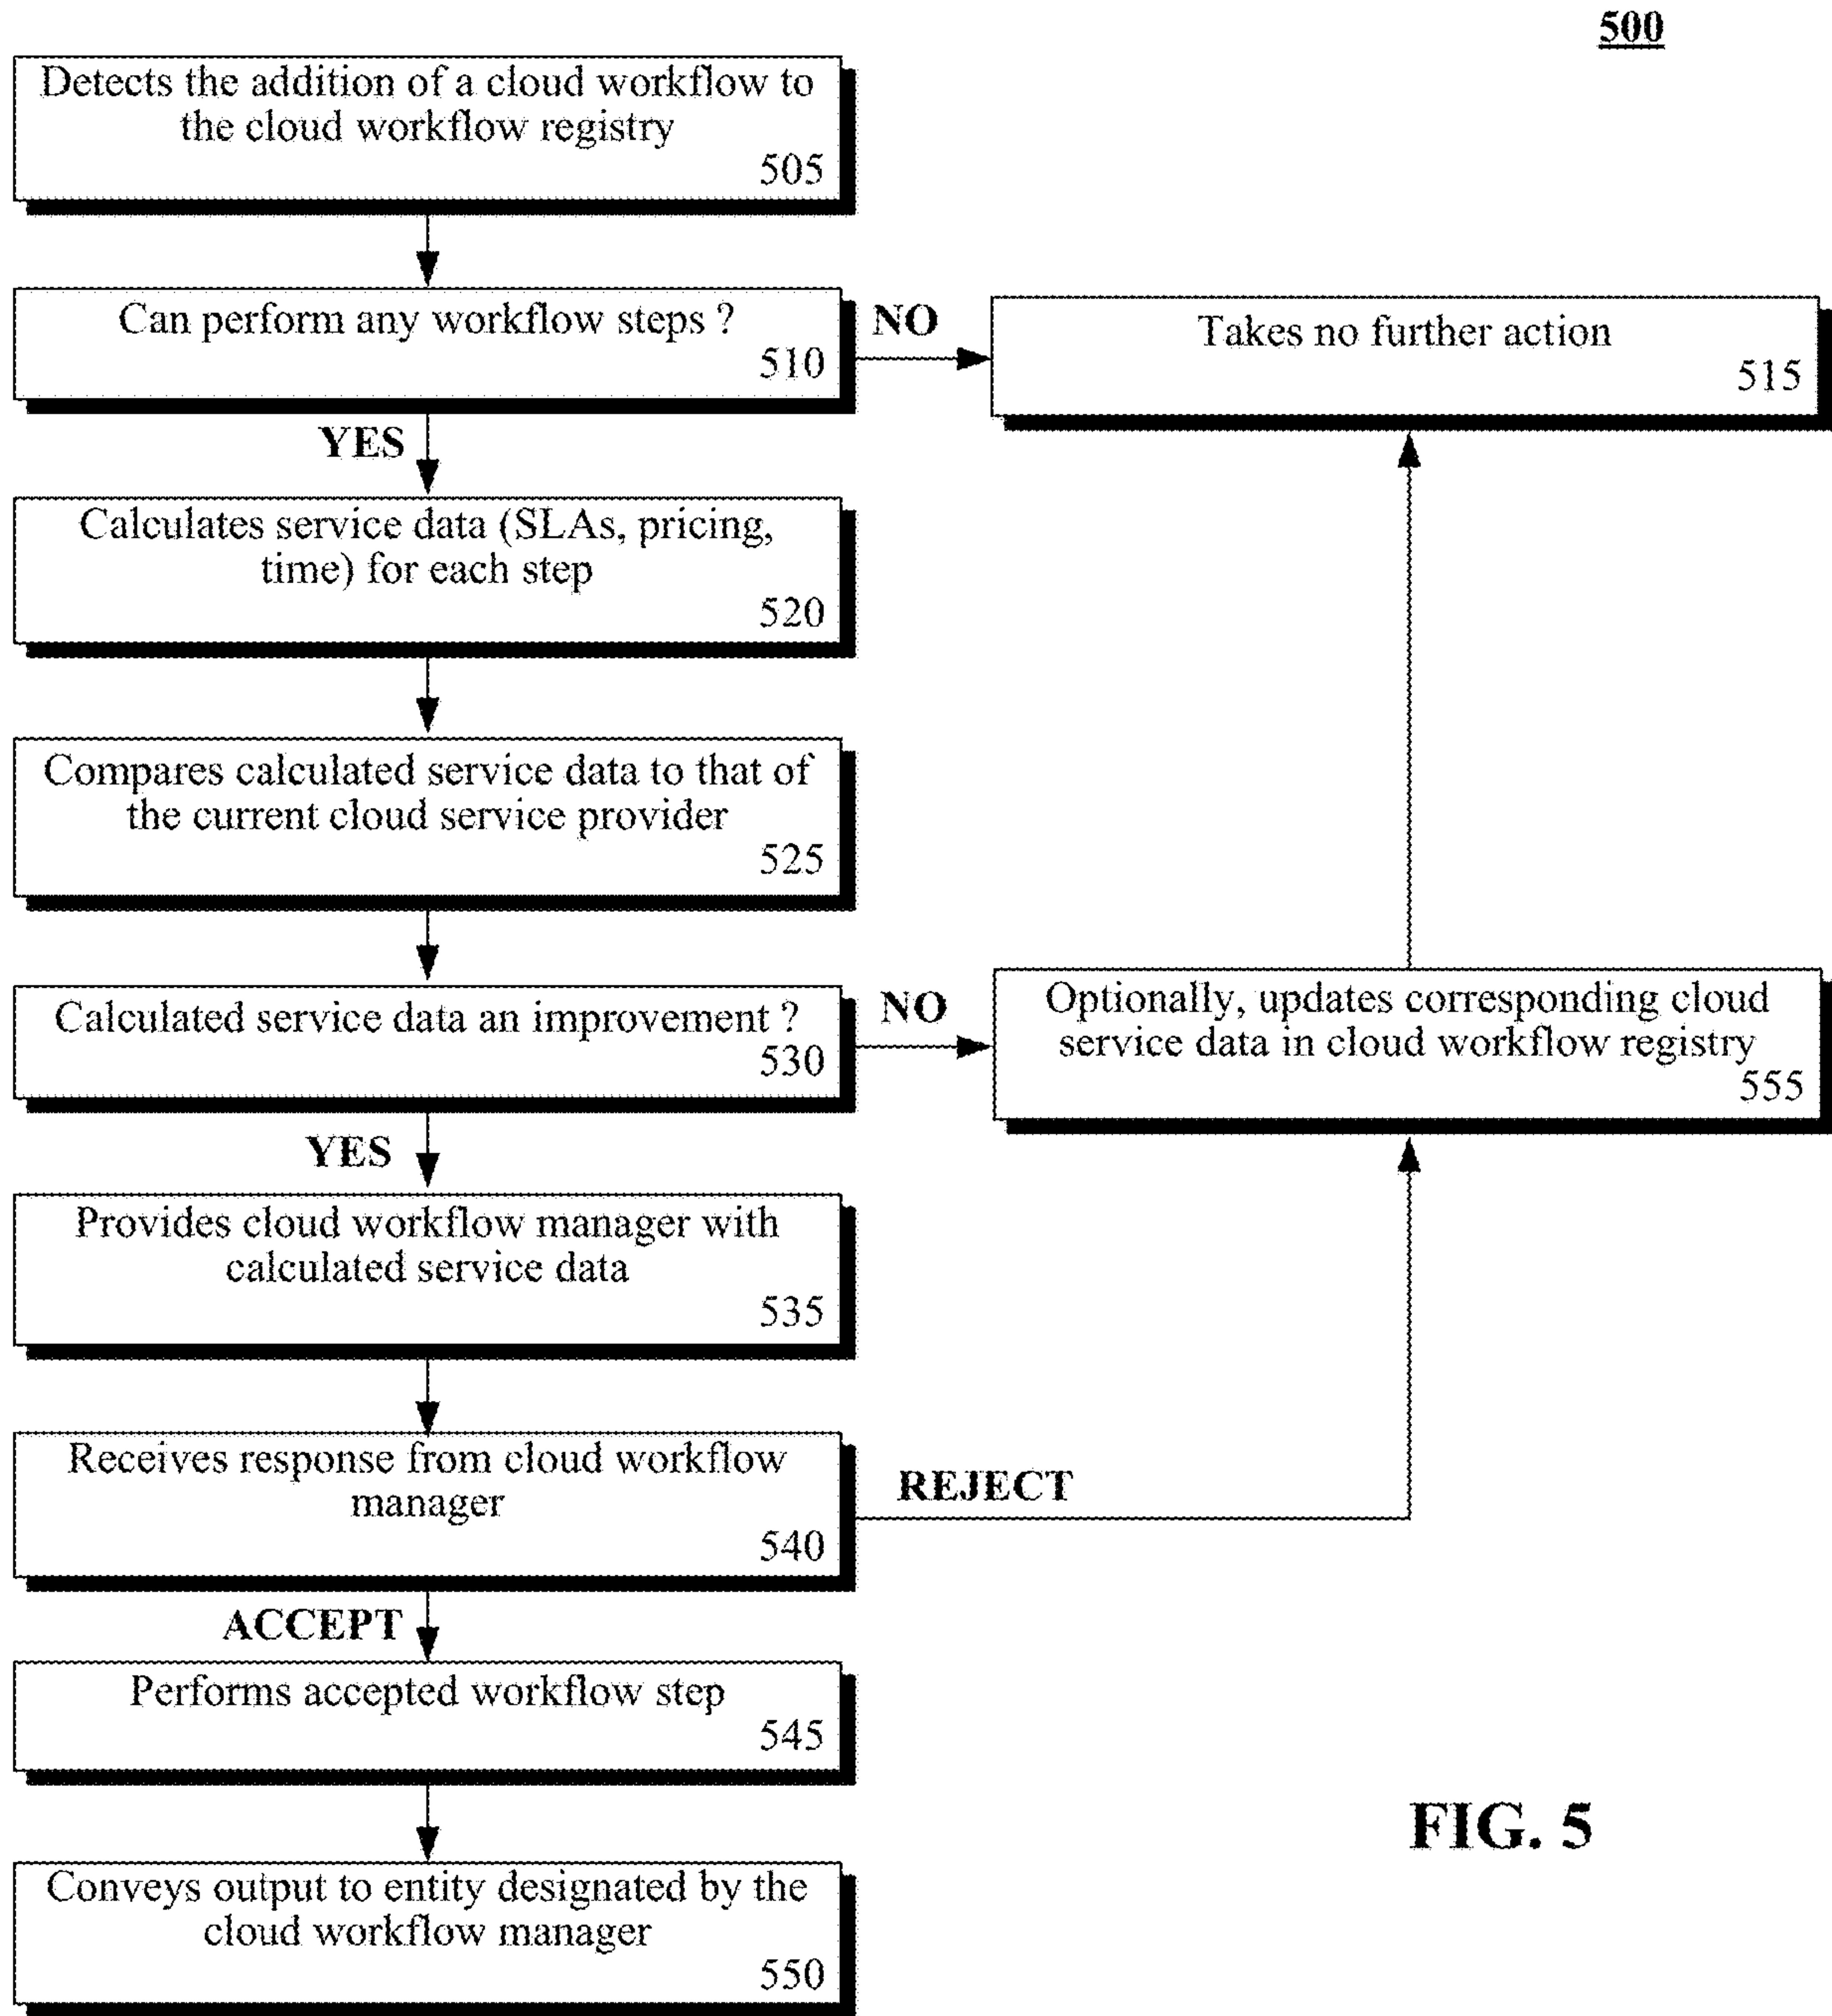 500
Detects the addition of a cloud workflow to
the cloud workflow registry
505
Can perform any workflow steps ?
510
NO
Takes no further action
515
YES
Calculates service data (SLAs, pricing,
time) for each step
520
Compares calculated service data to that of
the current cloud service provider
525
Calculated service data an improvement ?
530
NO
Optionally, updates corresponding cloud
service data in cloud workflow registry
555
YES
Provides cloud workflow manager with
calculated service data
535
Receives response from cloud workflow
manager
540
REJECT
ACCEPT
Performs accepted workflow step
545
Conveys output to entity designated by the
cloud workflow manager
550
FIG. 5